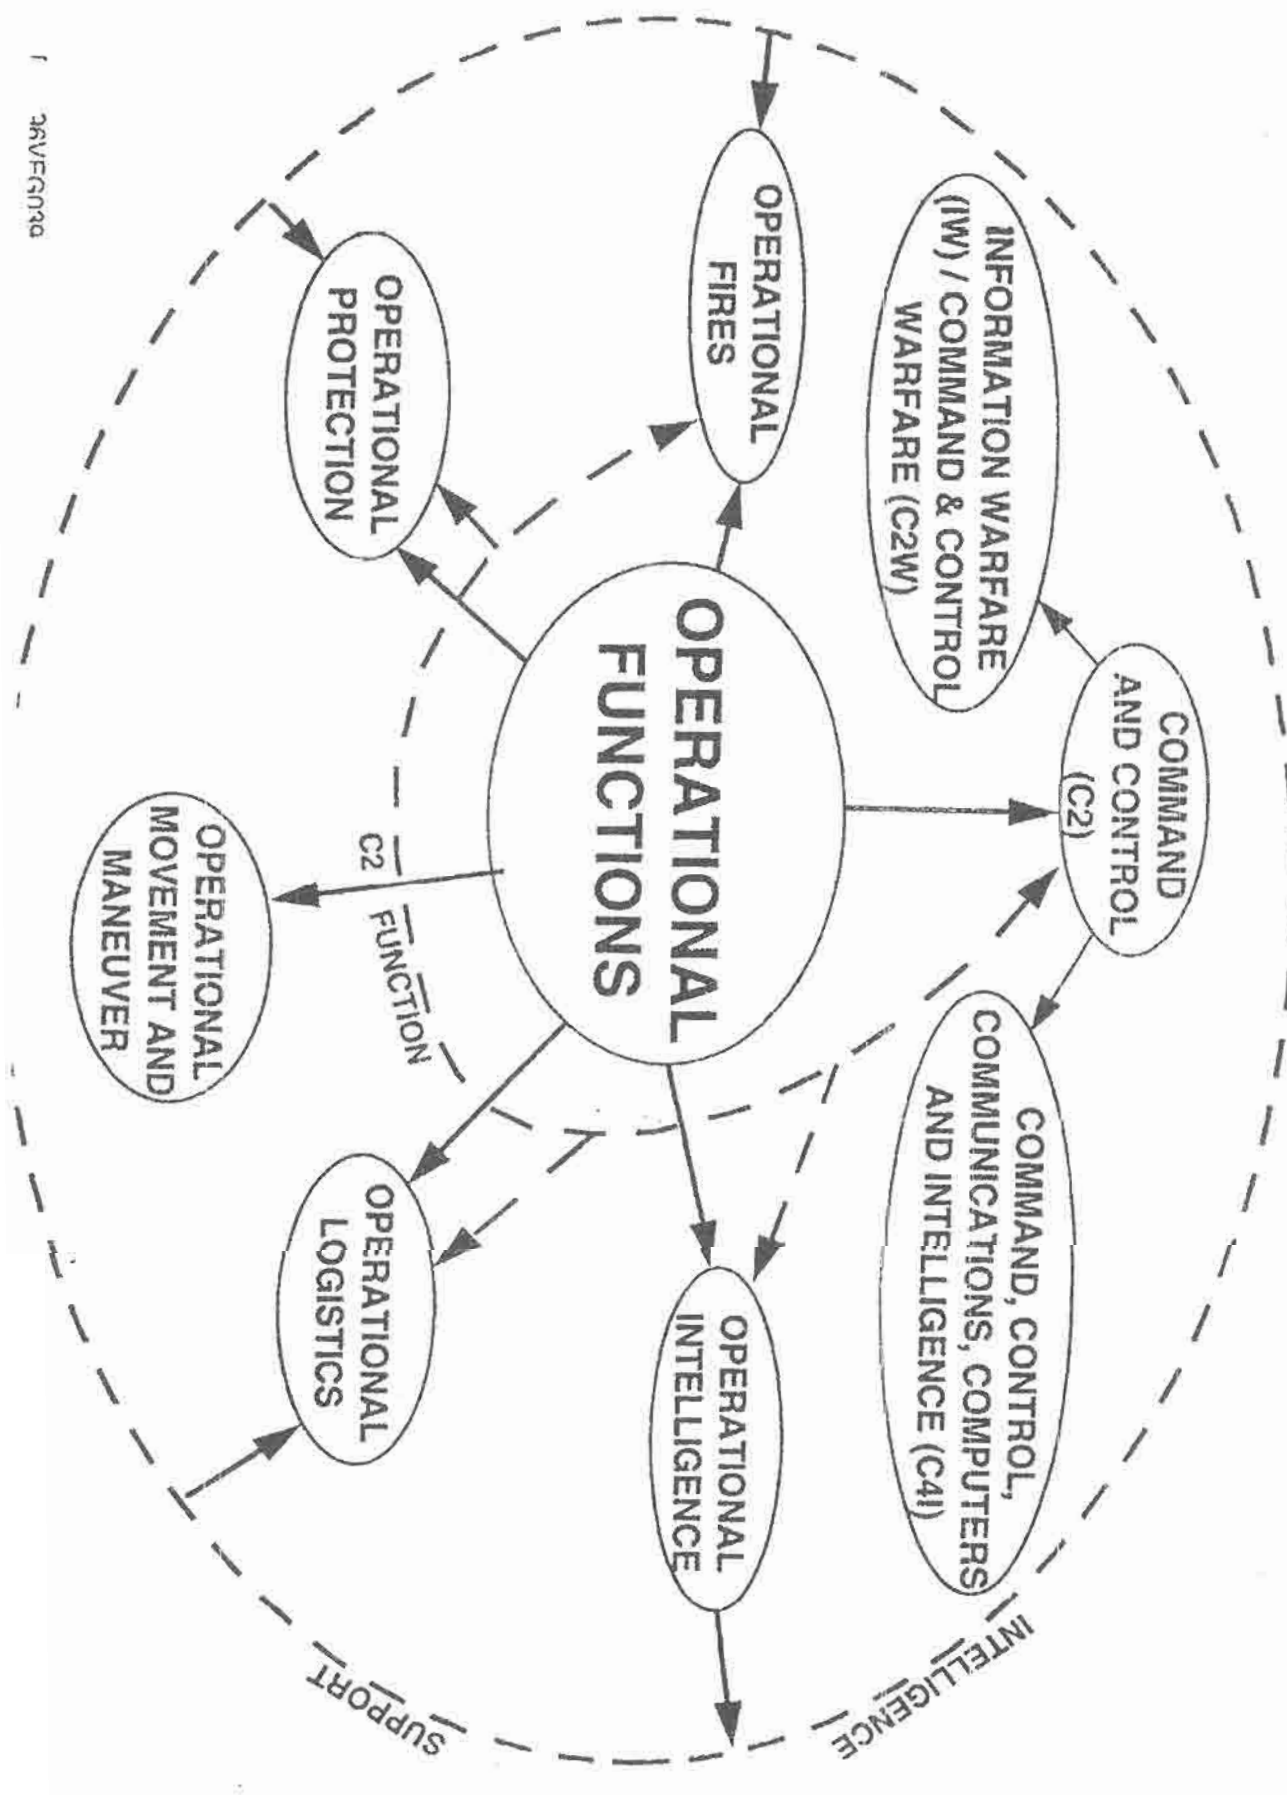 COMMAND
AND CONTROL
(C2)
INFORMATION WARFARE
(IW) / COMMAND & CONTROL
WARFARE (C2W)
COMMAND, CONTROL,
COMMUNICATIONS, COMPUTERS
AND INTELLIGENCE (C4I)
OPERATIONAL
FIRES
OPERATIONAL
FUNCTIONS
OPERATIONAL
INTELLIGENCE
INTELLIGENCE
SUPPORT
OPERATIONAL
PROTECTION
C2 FUNCTION
OPERATIONAL
LOGISTICS
OPERATIONAL
MOVEMENT AND
MANEUVER